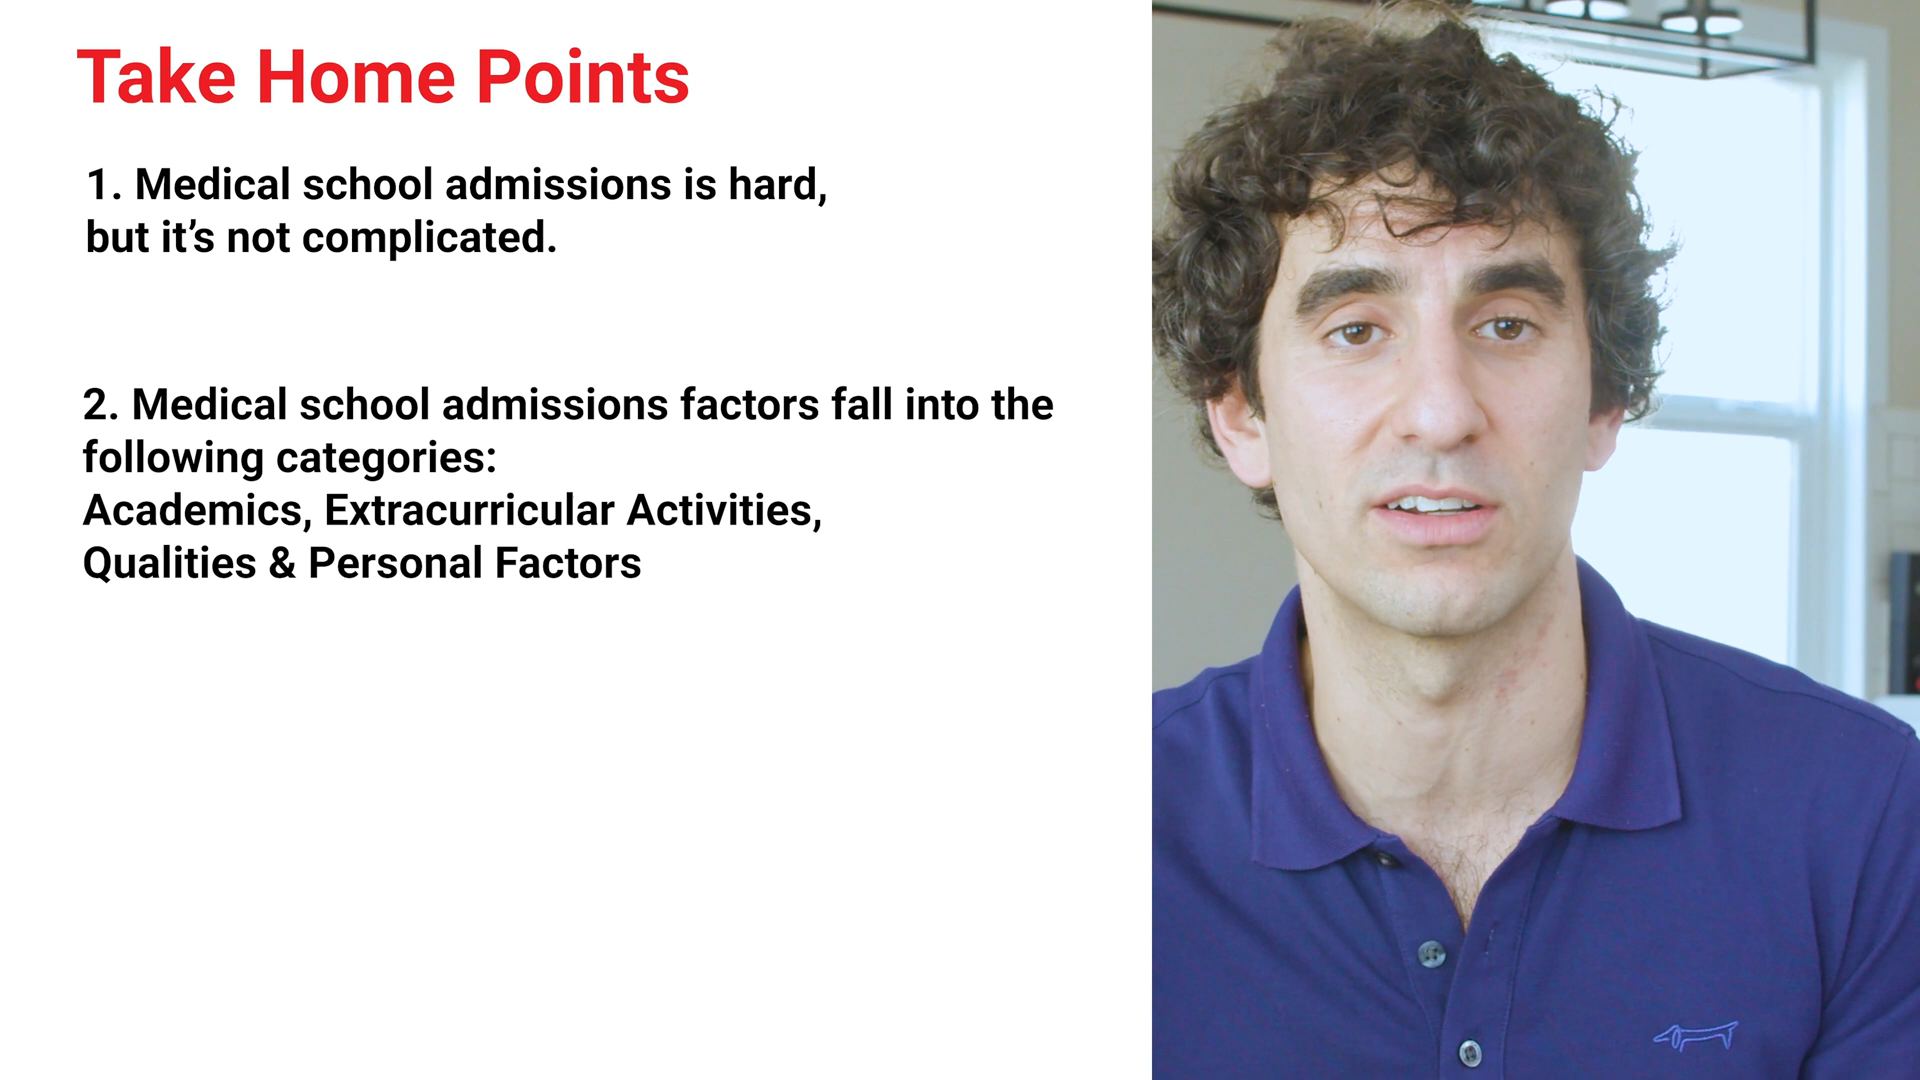 Take Home Points
1. Medical school admissions is hard,
but it’s not complicated.
2. Medical school admissions factors fall into the
following categories:
Academics, Extracurricular Activities,
Qualities & Personal Factors